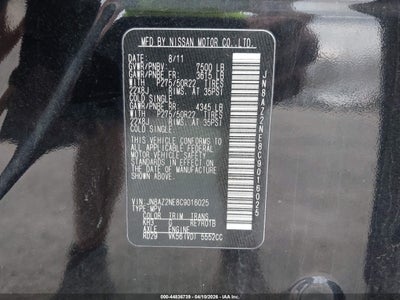 MFD BY NISSAN MOTOR CO., LTD.
DATE: 8/11
GVWR/PNBV: 7500 LB
GAWR/PNBE FR: 3615 LB
WITH P275/50R22 TIRES
22X8J RIMS, AT 35PSI
COLD SINGLE
GAWR/PNBE RR: 4345 LB
WITH P275/50R22 TIRES
22X8J RIMS, AT 35PSI
COLD SINGLE
THIS VEHICLE CONFORMS TO ALL
APPLICABLE FEDERAL MOTOR
VEHICLE SAFETY
STANDARDS IN EFFECT ON THE DATE OF
MANUFACTURE SHOWN ABOVE.
VIN: JN8AZ2NE8C9016025
TYPE: MPV
COLOR TRIM TRANS
KH3 RE7R01B
AXLE ENGINE
RD29 VK56(VD) 5552CC
JN8AZ2NE8C9016025
000-44836739 - 04/10/2026 - © IAA, Inc.